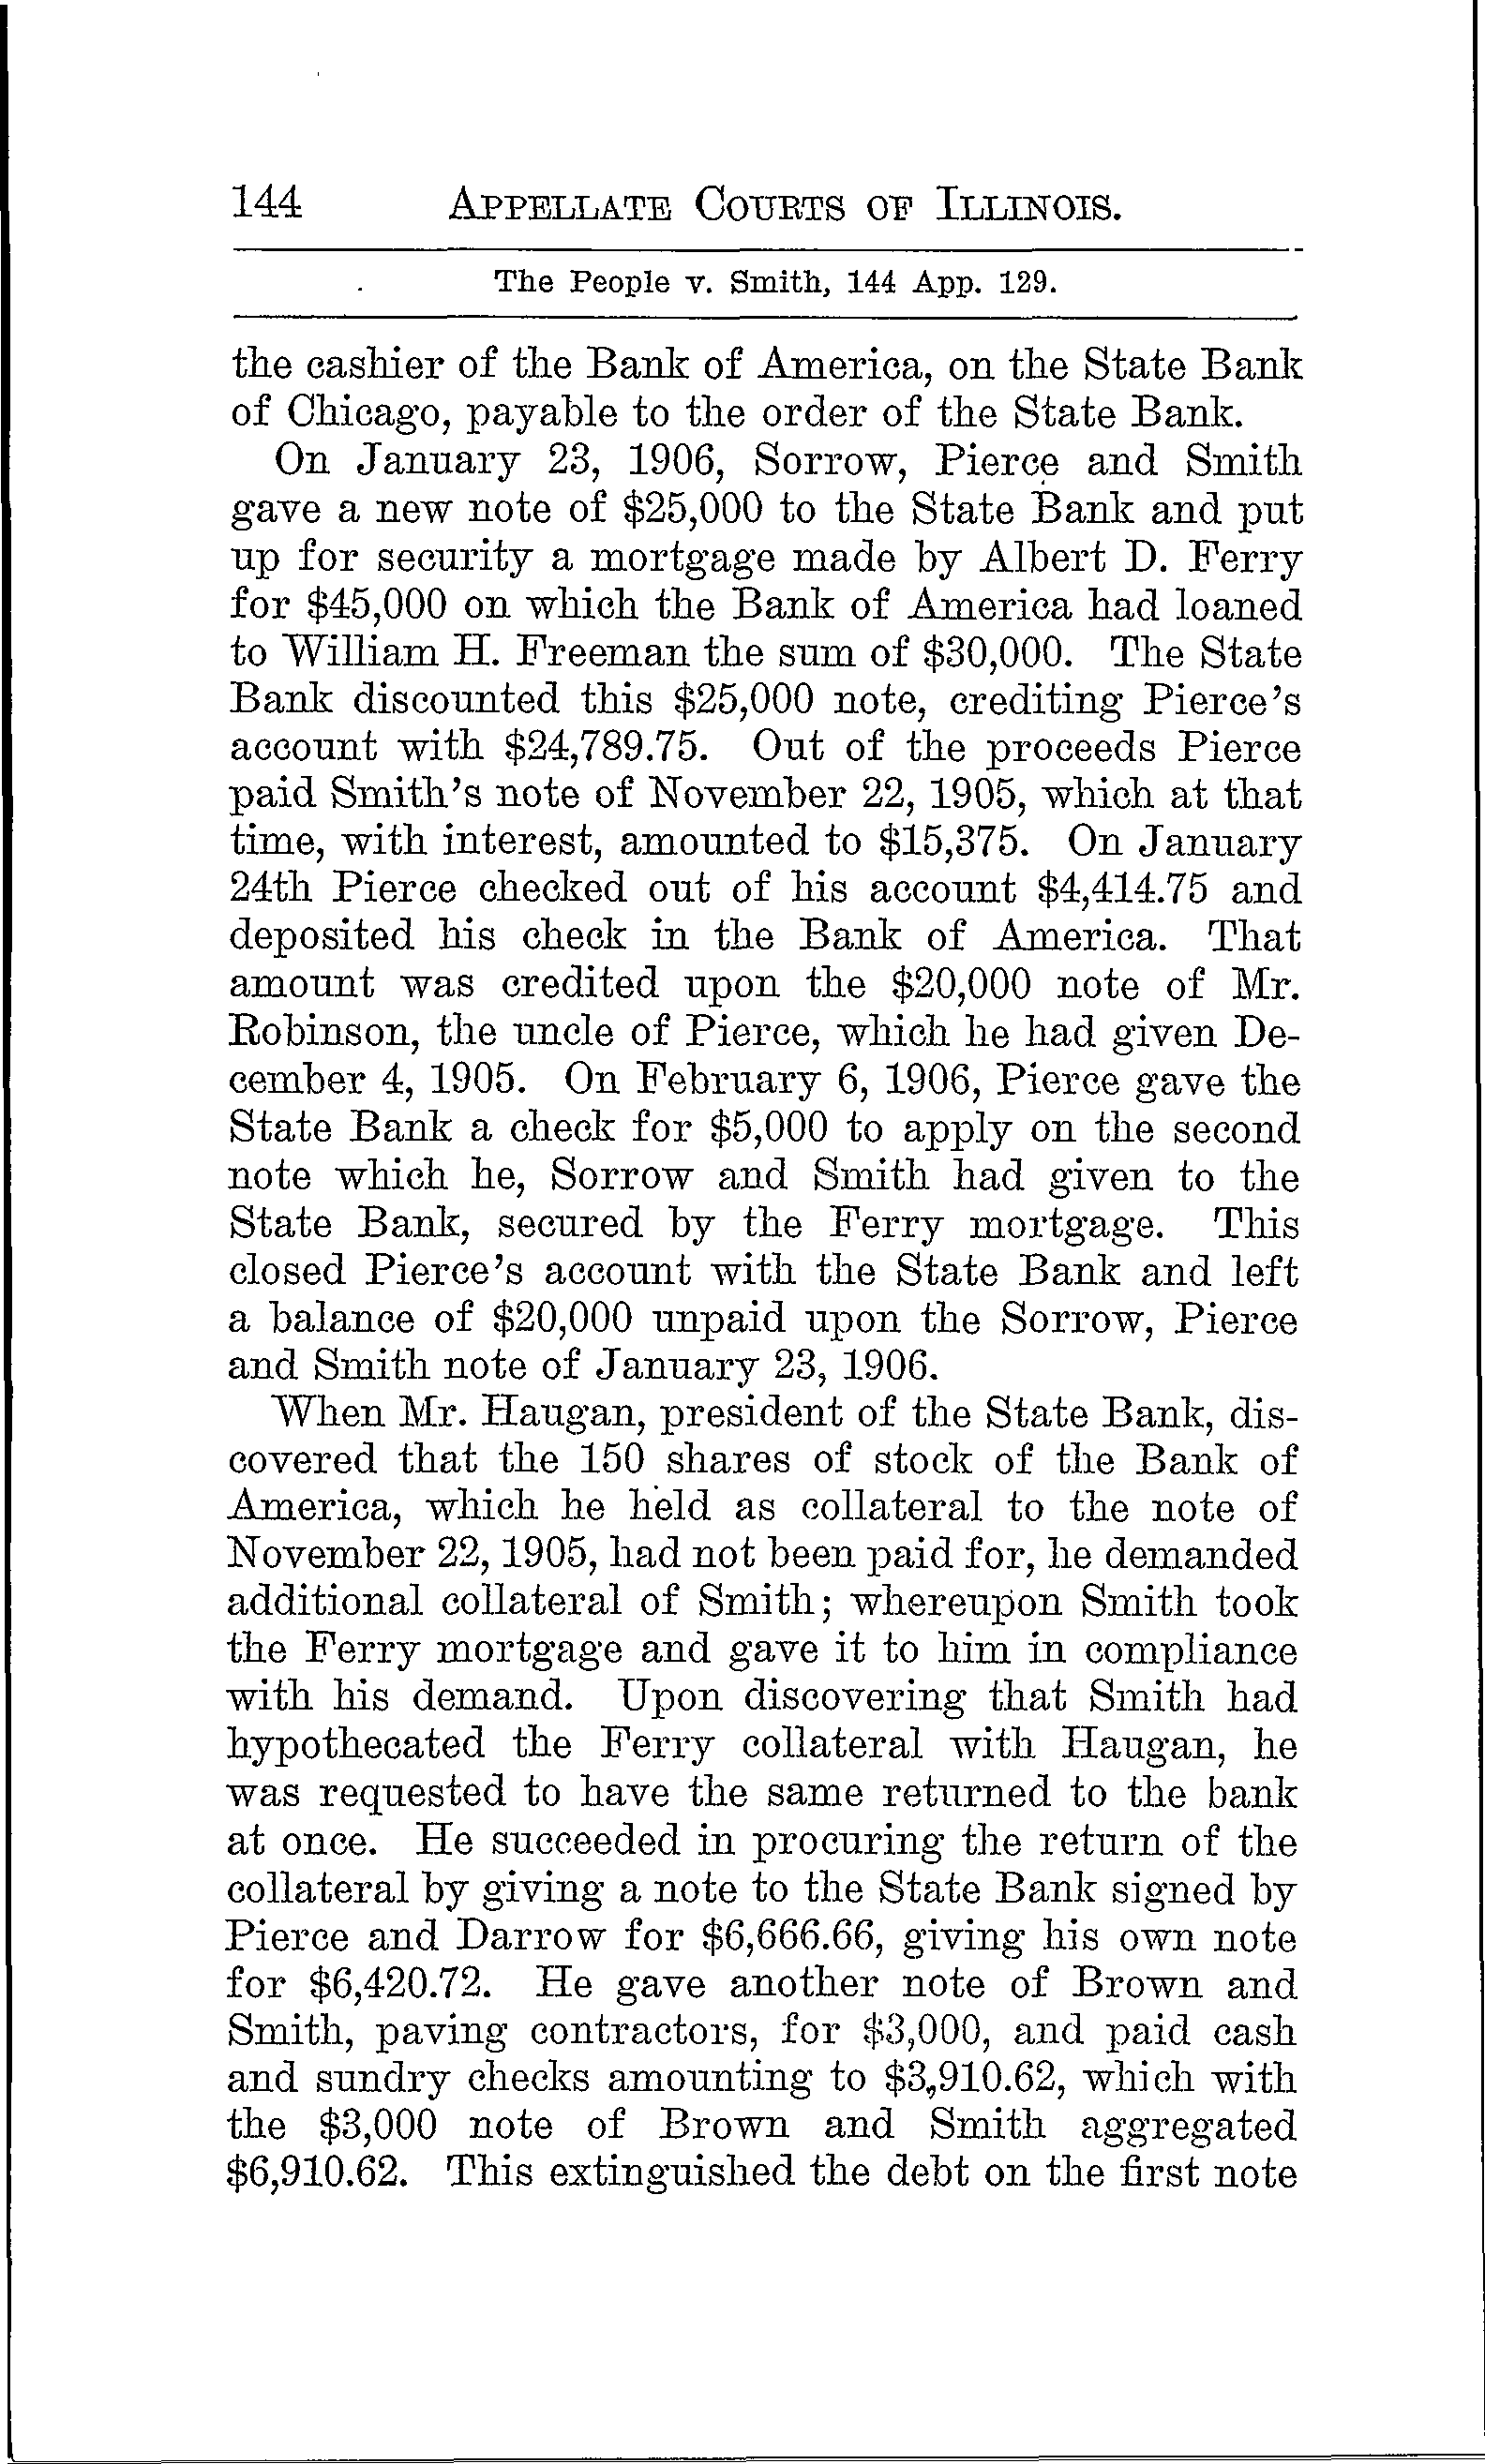 144 APPELLATE COURTS OF ILLINOIS.
The People v. Smith, 144 App. 129.
the cashier of the Bank of America, on the State Bank
of Chicago, payable to the order of the State Bank.
On January 23, 1906, Sorrow, Pierce and Smith
gave a new note of $25,000 to the State Bank and put
up for security a mortgage made by Albert D. Ferry
for $45,000 on which the Bank of America had loaned
to William H. Freeman the sum of $30,000. The State
Bank discounted this $25,000 note, crediting Pierce's
account with $24,789.75. Out of the proceeds Pierce
paid Smith's note of November 22, 1905, which at that
time, with interest, amounted to $15,375. On January
24th Pierce checked out of his account $4,414.75 and
deposited his check in the Bank of America. That
amount was credited upon the $20,000 note of Mr.
Robinson, the uncle of Pierce, which he had given De-
cember 4, 1905. On February 6, 1906, Pierce gave the
State Bank a check for $5,000 to apply on the second
note which he, Sorrow and Smith had given to the
State Bank, secured by the Ferry mortgage. This
closed Pierce's account with the State Bank and left
a balance of $20,000 unpaid upon the Sorrow, Pierce
and Smith note of January 23, 1906.
When Mr. Haugan, president of the State Bank, dis-
covered that the 150 shares of stock of the Bank of
America, which he held as collateral to the note of
November 22, 1905, had not been paid for, he demanded
additional collateral of Smith; whereupon Smith took
the Ferry mortgage and gave it to him in compliance
with his demand. Upon discovering that Smith had
hypothecated the Ferry collateral with Haugan, he
was requested to have the same returned to the bank
at once. He succeeded in procuring the return of the
collateral by giving a note to the State Bank signed by
Pierce and Darrow for $6,666.66, giving his own note
for $6,420.72. He gave another note of Brown and
Smith, paving contractors, for $3,000, and paid cash
and sundry checks amounting to $3,910.62, which with
the $3,000 note of Brown and Smith aggregated
$6,910.62. This extinguished the debt on the first note